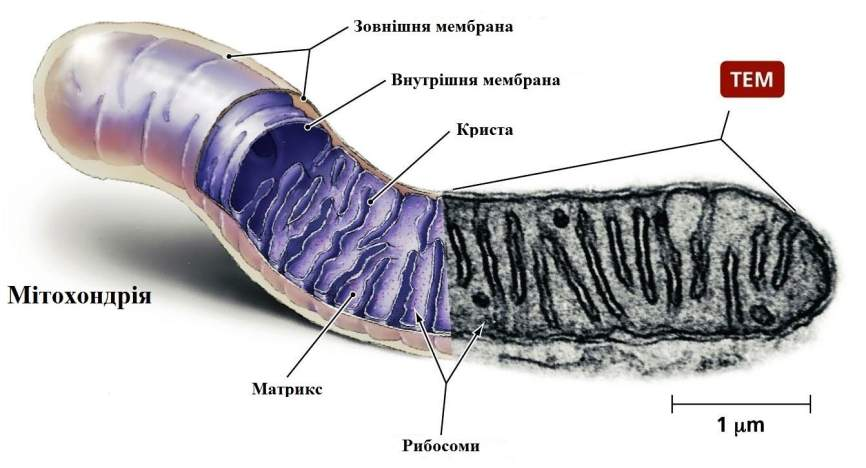 Зовнішня мембрана
Внутрішня мембрана
TEM
Криста
Мітохондрія
Матрикс
Рибосоми
1 μm